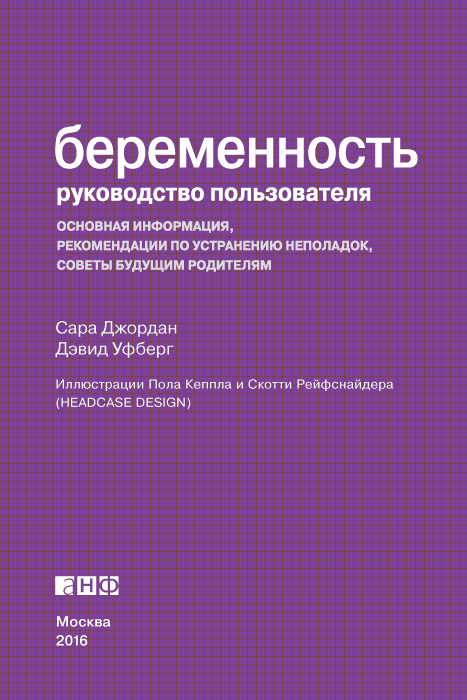 беременность
руководство пользователя
ОСНОВНАЯ ИНФОРМАЦИЯ,
РЕКОМЕНДАЦИИ ПО УСТРАНЕНИЮ НЕПОЛАДОК,
СОВЕТЫ БУДУЩИМ РОДИТЕЛЯМ
Сара Джордан
Дэвид Уфберг
Иллюстрации Пола Кеппла и Скотти Рейфснайдера
(HEADCASE DESIGN)
анф
Москва
2016